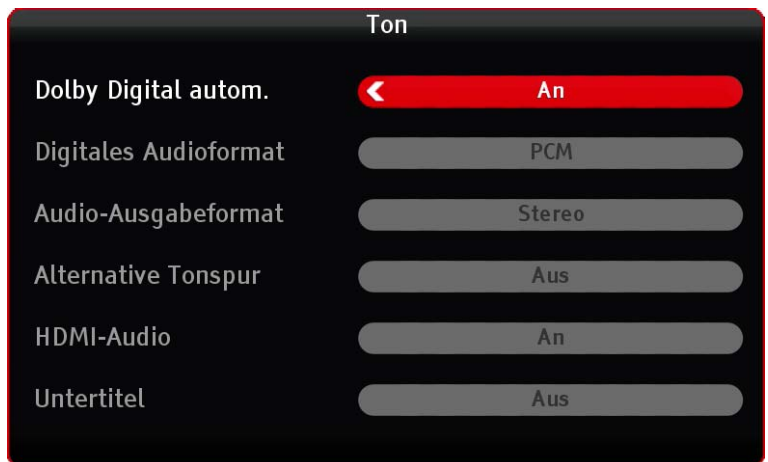 Ton
Dolby Digital autom. An
Digitales Audioformat PCM
Audio-Ausgabeformat Stereo
Alternative Tonspur Aus
HDMI-Audio An
Untertitel Aus